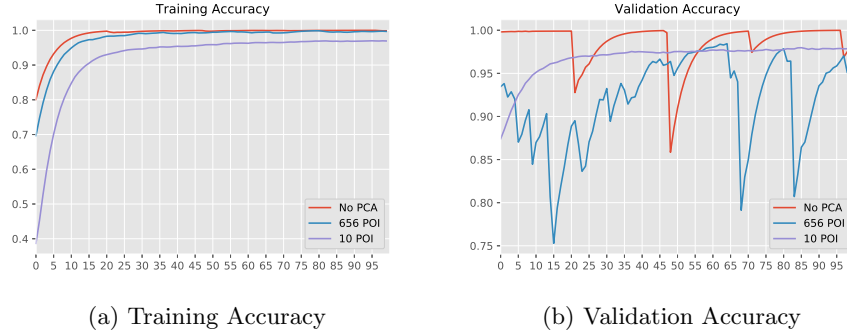 Training Accuracy
1.0
0.9
0.8
0.7
0.6
0.5
0.4
0 5 10 15 20 25 30 35 40 45 50 55 60 65 70 75 80 85 90 95
No PCA
656 POI
10 POI
(a) Training Accuracy
Validation Accuracy
1.00
0.95
0.90
0.85
0.80
0.75
0 5 10 15 20 25 30 35 40 45 50 55 60 65 70 75 80 85 90 95
No PCA
656 POI
10 POI
(b) Validation Accuracy